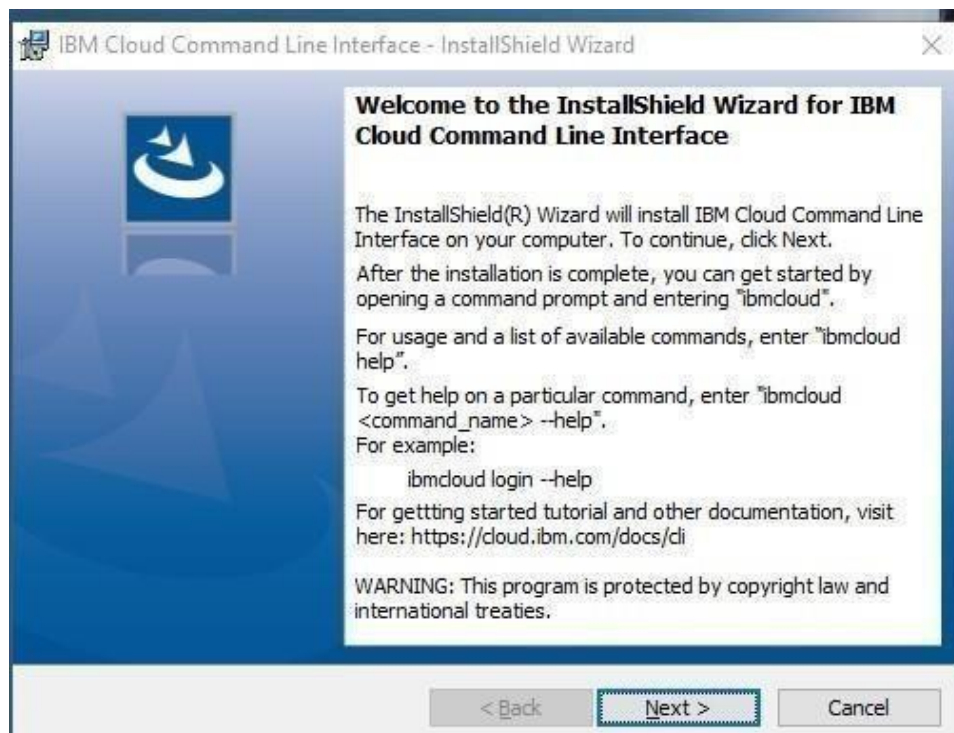 IBM Cloud Command Line Interface - InstallShield Wizard
Welcome to the InstallShield Wizard for IBM
Cloud Command Line Interface
The InstallShield(R) Wizard will install IBM Cloud Command Line
Interface on your computer. To continue, click Next.
After the installation is complete, you can get started by
opening a command prompt and entering "ibmcloud".
For usage and a list of available commands, enter "ibmcloud
help”.
To get help on a particular command, enter "ibmcloud
<command_name> --help".
For example:
ibmcloud login --help
For gettting started tutorial and other documentation, visit
here: https://cloud.ibm.com/docs/cli
WARNING: This program is protected by copyright law and
international treaties.
< Back
Next >
Cancel